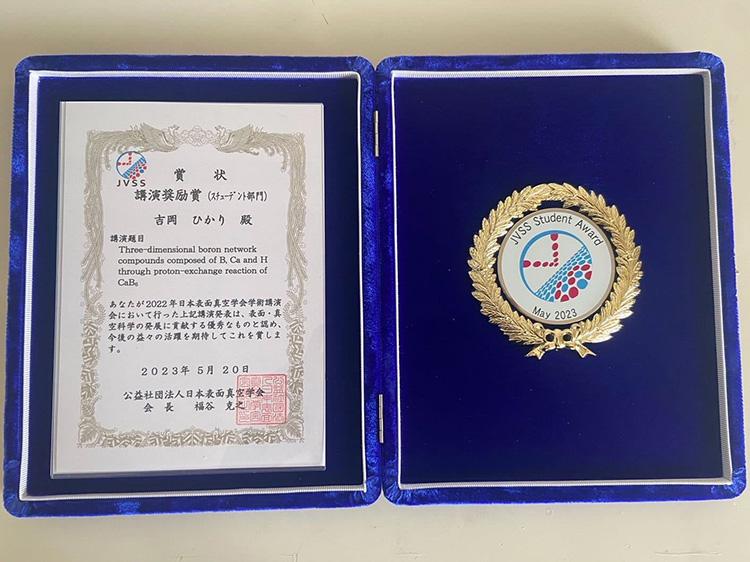 JVSS
賞 状
講演奨励賞 (スチューデント部門)
吉岡 ひかり 殿
講演題目
Three-dimensional boron network
compounds composed of B, Ca and H
through proton-exchange reaction of
CaB₆
あなたが2022年日本表面真空学会学術講演
会において行った上記講演発表は、表面・真
空科学の発展に貢献する優秀なものと認め、
今後の益々の活躍を期待してこれを賞しま
す。
2023年 5月 20日
公益社団法人日本表面真空学会
会 長 福谷 克之
JVSS Student Award
May 2023